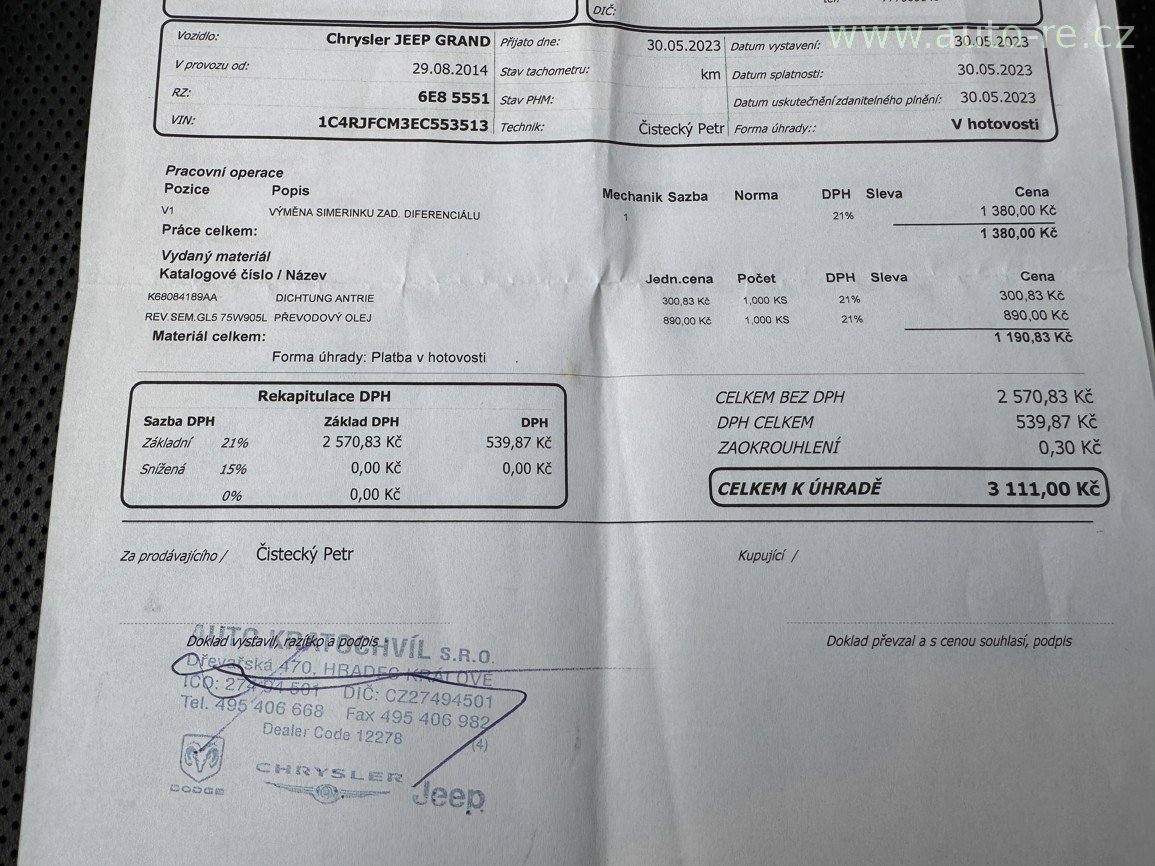 DIČ:
www.auto-re.cz
Vozidlo: Chrysler JEEP GRAND Přijato dne: 30.05.2023 Datum vystavení: 30.05.2023
V provozu od: 29.08.2014 Stav tachometru: km Datum splatnosti: 30.05.2023
RZ: 6E8 5551 Stav PHM: Datum uskutečnění zdanitelného plnění: 30.05.2023
VIN: 1C4RJFCM3EC553513 Technik: Čistecký Petr Forma úhrady:: V hotovosti
Pracovní operace
Pozice Popis Mechanik Sazba Norma DPH Sleva Cena
V1 VÝMĚNA SIMERINKU ZAD. DIFERENCIÁLU 1 21% 1 380,00 Kč
Práce celkem: 1 380,00 Kč
Vydaný materiál
Katalogové číslo / Název Jedn.cena Počet DPH Sleva Cena
K68084189AA DICHTUNG ANTRIE 300,83 Kč 1,000 KS 21% 300,83 Kč
REV.SEM.GL5 75W905L PŘEVODOVÝ OLEJ 890,00 Kč 1,000 KS 21% 890,00 Kč
Materiál celkem: 1 190,83 Kč
Forma úhrady: Platba v hotovosti
Rekapitulace DPH
Sazba DPH Základ DPH DPH
Základní 21% 2 570,83 Kč 539,87 Kč
Snížená 15% 0,00 Kč 0,00 Kč
0% 0,00 Kč
CELKEM BEZ DPH 2 570,83 Kč
DPH CELKEM 539,87 Kč
ZAOKROUHLENÍ 0,30 Kč
CELKEM K ÚHRADĚ 3 111,00 Kč
Za prodávajícího / Čistecký Petr Kupující /
Doklad vystavil, razítko a podpis Doklad převzal a s cenou souhlasí, podpis
AUTO KRATOCHVÍL S.R.O.
Dřevařská 470, HRADEC KRÁLOVÉ
IČO: 274 94 501 DIČ: CZ27494501
Tel. 495 406 668 Fax 495 406 982
Dealer Code 12278 (4)
DODGE CHRYSLER Jeep